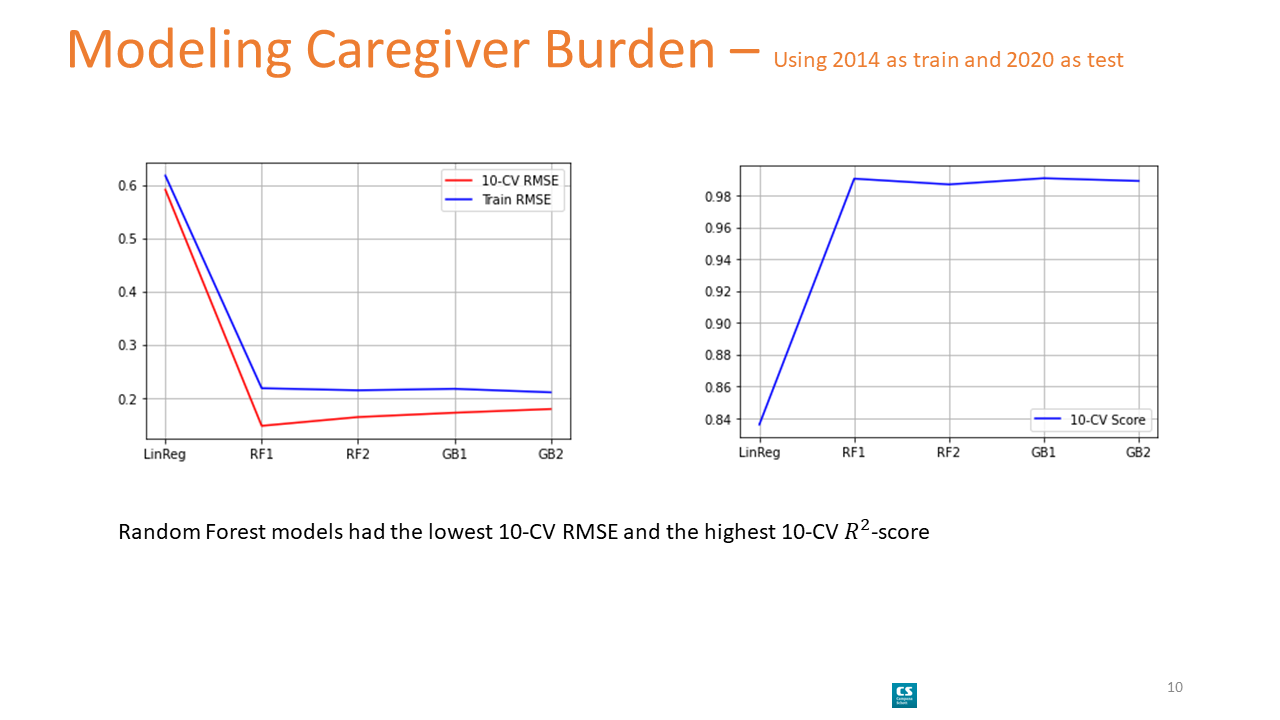 Modeling Caregiver Burden – Using 2014 as train and 2020 as test
10-CV RMSE
Train RMSE
0.6
0.5
0.4
0.3
0.2
LinReg RF1 RF2 GB1 GB2
0.98
0.96
0.94
0.92
0.90
0.88
0.86
0.84
10-CV Score
LinReg RF1 RF2 GB1 GB2
Random Forest models had the lowest 10-CV RMSE and the highest 10-CV R²-score
CS
10